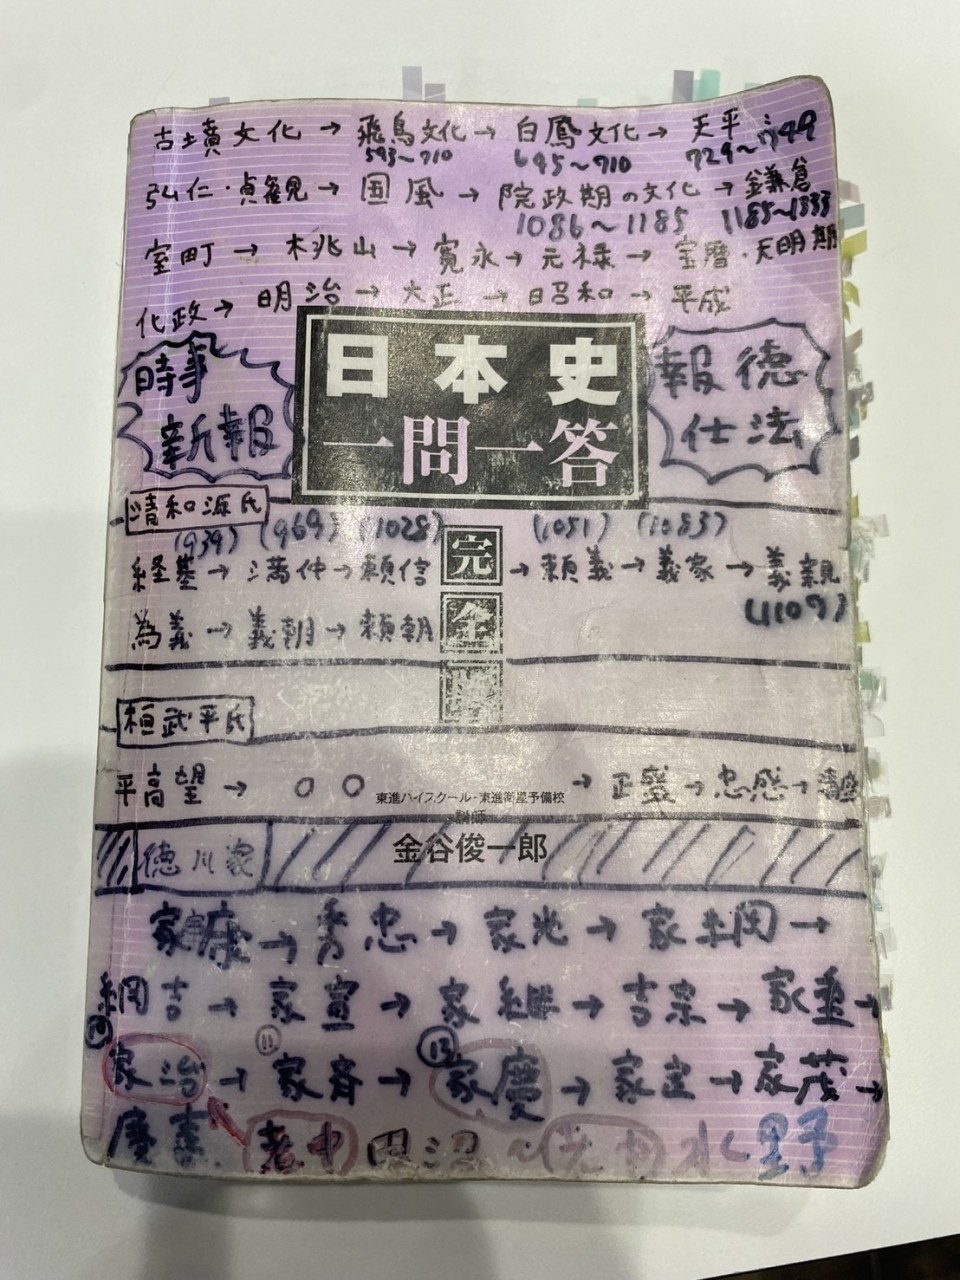 古土賁文化→飛鳥文化→白鳳文化→天平
593~710 695~710 729~749
弘仁・貞観→国風→院政期の文化→鎌倉
1086~1185 1185~1333
室町→桃山→寛永→元禄→宝暦・天明期
化政→明治→大正→昭和→平成
時事
新報
日本史
一問一答
報徳
仕法
清和源氏
(939) (969) (1028) (1051) (1083)
経基→満仲→頼信→頼義→義家→義親
(1107)
完全版
為義→義朝→頼朝
桓武平氏
平高望→○○→正盛→忠盛→清盛
東進ハイスクール・東進衛星予備校
講師
金谷俊一郎
徳川家
家康→秀忠→家光→家綱→
綱吉→家宣→家継→吉宗→家重→
⑩ ⑪ ⑫
家治→家斉→家慶→家定→家茂→
慶喜 老中田沼~老中水野